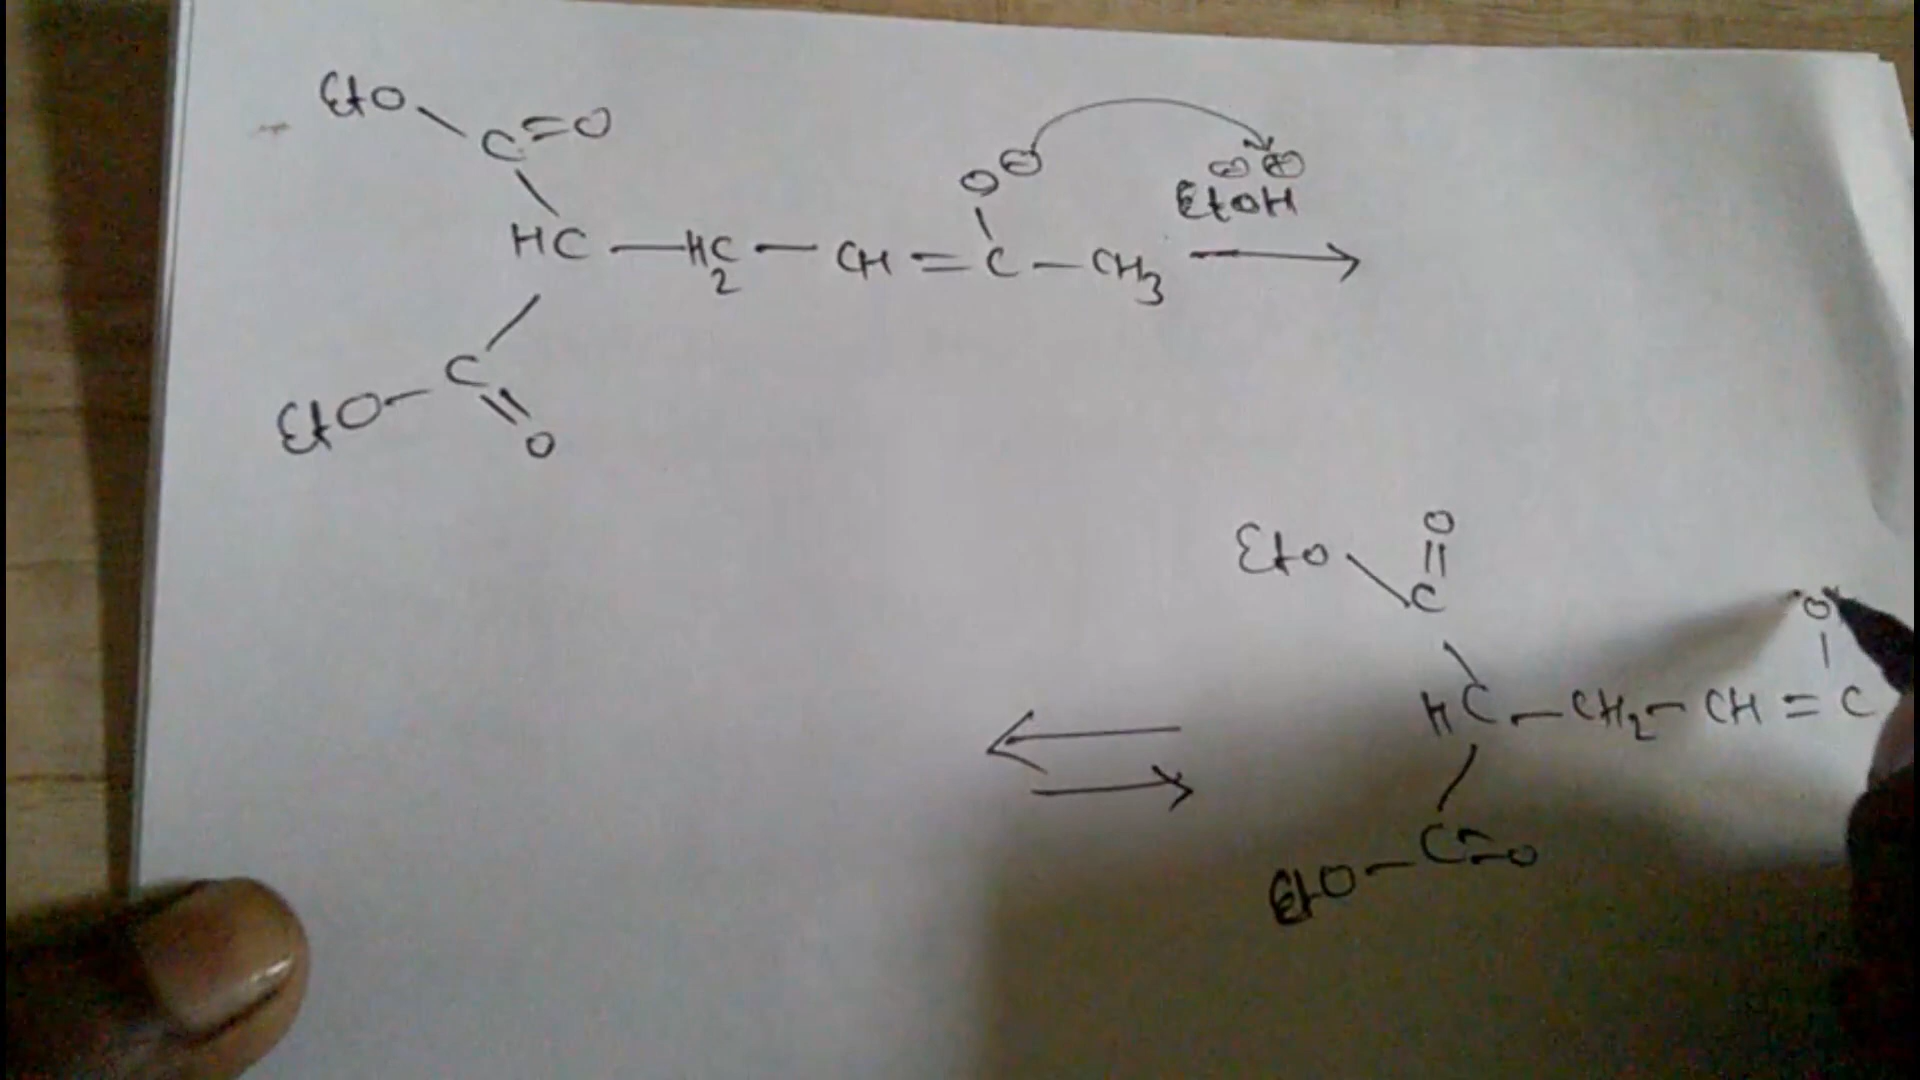 EtO
C=O
O⊖
⊖ ⊕
EtOH
HC — H2C — CH = C — CH3
C
EtO
O
O
EtO
C
O
HC — CH2 — CH = C
C=O
EtO